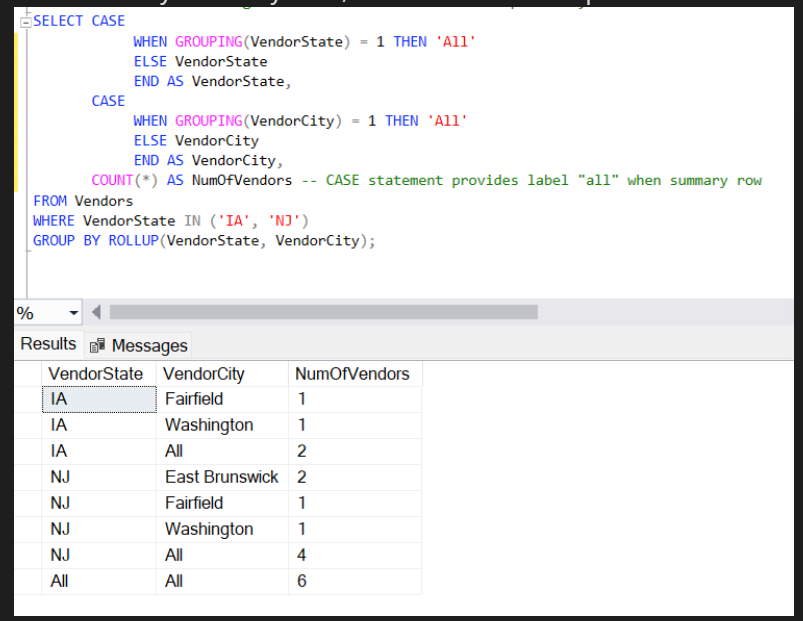 SELECT CASE
WHEN GROUPING(VendorState) = 1 THEN 'All'
ELSE VendorState
END AS VendorState,
CASE
WHEN GROUPING(VendorCity) = 1 THEN 'All'
ELSE VendorCity
END AS VendorCity,
COUNT(*) AS NumOfVendors -- CASE statement provides label "all" when summary row
FROM Vendors
WHERE VendorState IN ('IA', 'NJ')
GROUP BY ROLLUP(VendorState, VendorCity);
%
Results Messages
VendorState VendorCity NumOfVendors
IA Fairfield 1
IA Washington 1
IA All 2
NJ East Brunswick 2
NJ Fairfield 1
NJ Washington 1
NJ All 4
All All 6